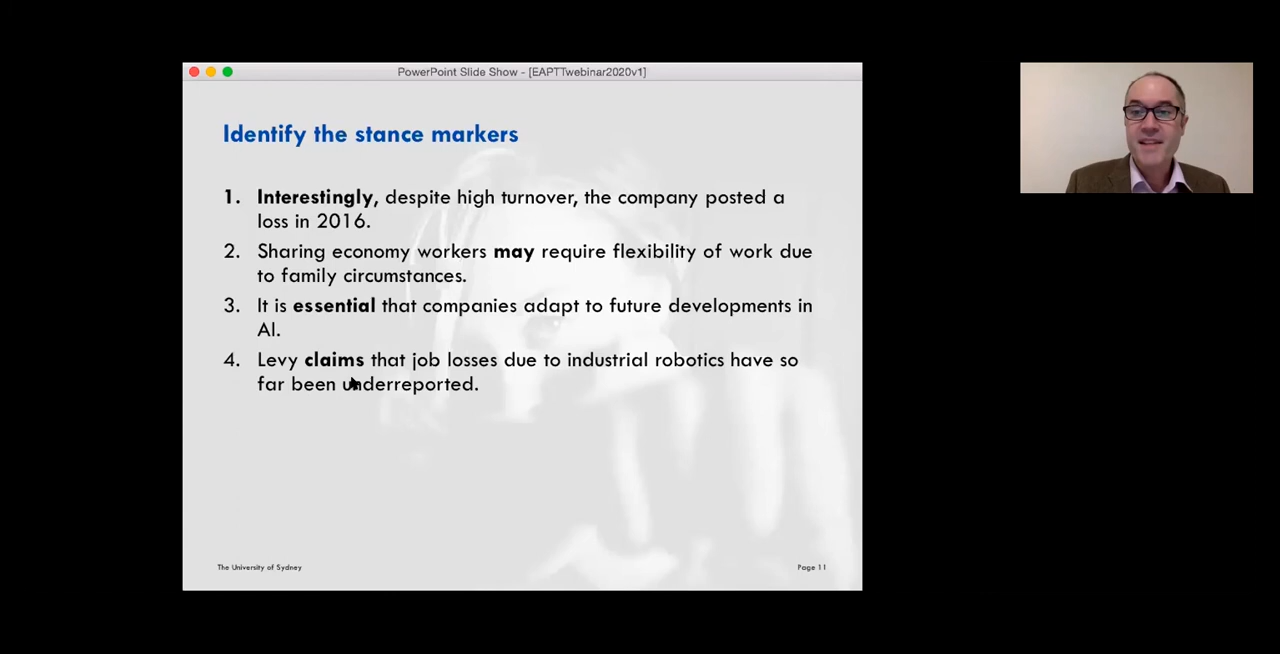 PowerPoint Slide Show - [EAPTTwebinar2020v1]
Identify the stance markers
1. Interestingly, despite high turnover, the company posted a
loss in 2016.
2. Sharing economy workers may require flexibility of work due
to family circumstances.
3. It is essential that companies adapt to future developments in
AI.
4. Levy claims that job losses due to industrial robotics have so
far been underreported.
The University of Sydney
Page 11